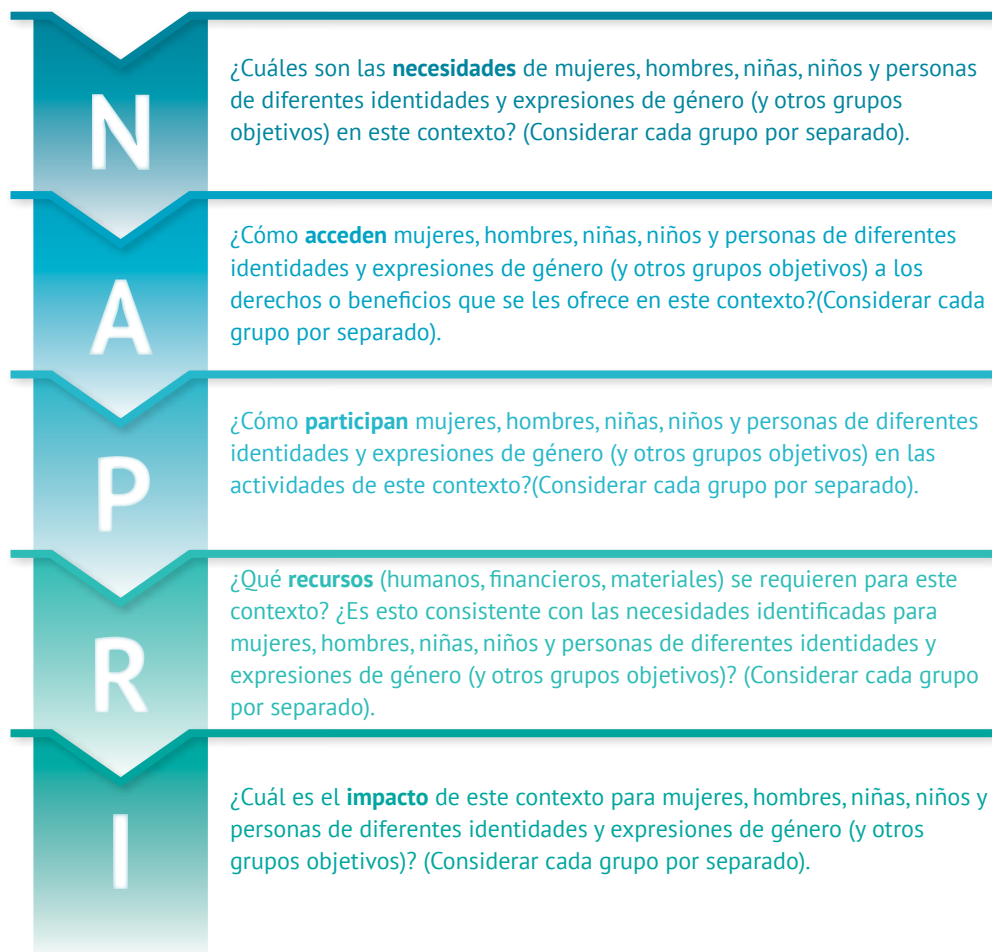 N
¿Cuáles son las necesidades de mujeres, hombres, niñas, niños y personas
de diferentes identidades y expresiones de género (y otros grupos
objetivos) en este contexto? (Considerar cada grupo por separado).
A
¿Cómo acceden mujeres, hombres, niñas, niños y personas de diferentes
identidades y expresiones de género (y otros grupos objetivos) a los
derechos o beneficios que se les ofrece en este contexto?(Considerar cada
grupo por separado).
P
¿Cómo participan mujeres, hombres, niñas, niños y personas de diferentes
identidades y expresiones de género (y otros grupos objetivos) en las
actividades de este contexto?(Considerar cada grupo por separado).
R
¿Qué recursos (humanos, financieros, materiales) se requieren para este
contexto? ¿Es esto consistente con las necesidades identificadas para
mujeres, hombres, niñas, niños y personas de diferentes identidades y
expresiones de género (y otros grupos objetivos)? (Considerar cada grupo
por separado).
I
¿Cuál es el impacto de este contexto para mujeres, hombres, niñas, niños y
personas de diferentes identidades y expresiones de género (y otros
grupos objetivos)? (Considerar cada grupo por separado).